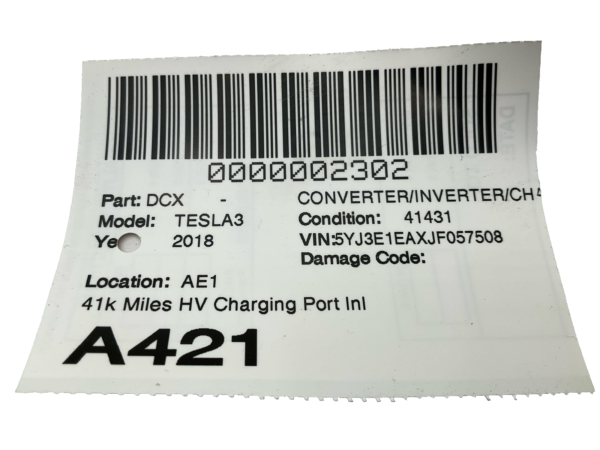 0000002302
Part: DCX - CONVERTER/INVERTER/CH
Model: TESLA3 Condition: 41431
Ye 2018 VIN:5YJ3E1EAXJF057508
Damage Code:
Location: AE1
41k Miles HV Charging Port Inl
A421